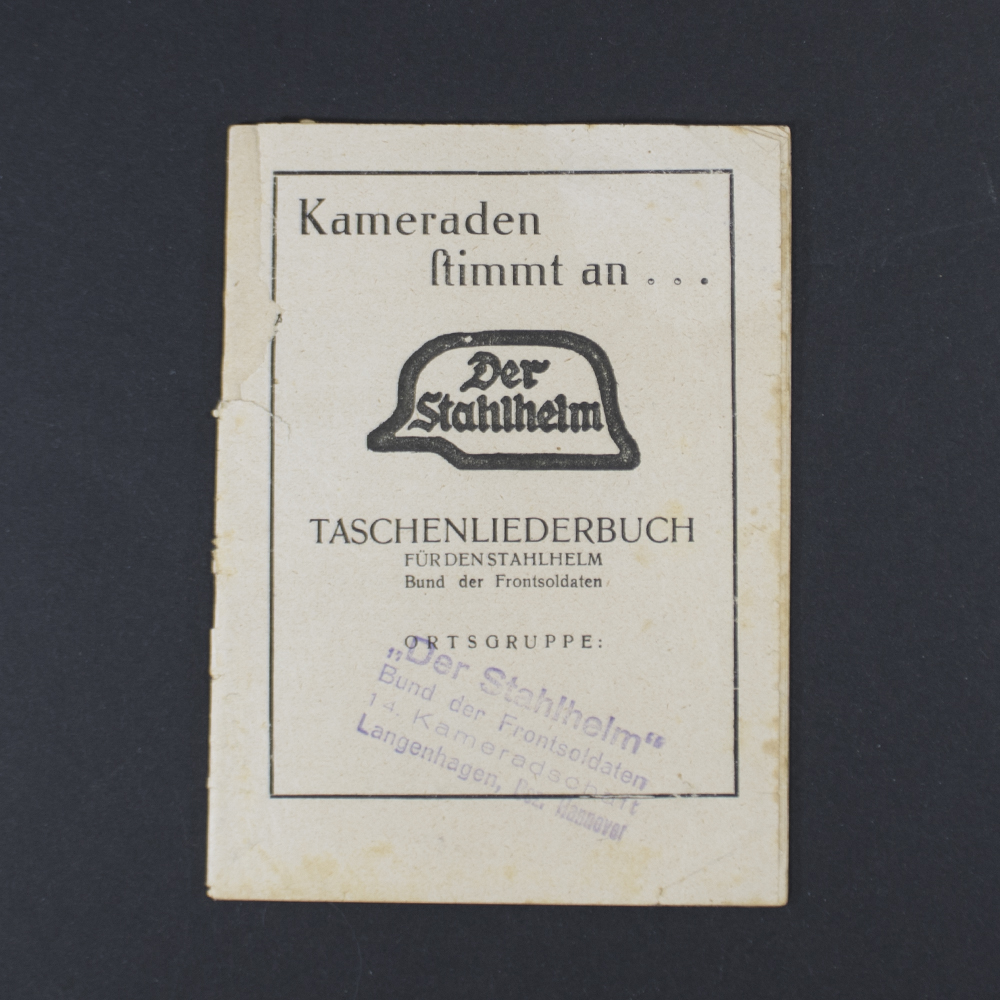 Kameraden
ſtimmt an . . .
Der
Stahlhelm
TASCHENLIEDERBUCH
FÜR DEN STAHLHELM
Bund der Frontsoldaten
ORTSGRUPPE:
„Der Stahlhelm“
Bund der Frontsoldaten
14. Kameradschaft
Langenhagen, Hannover